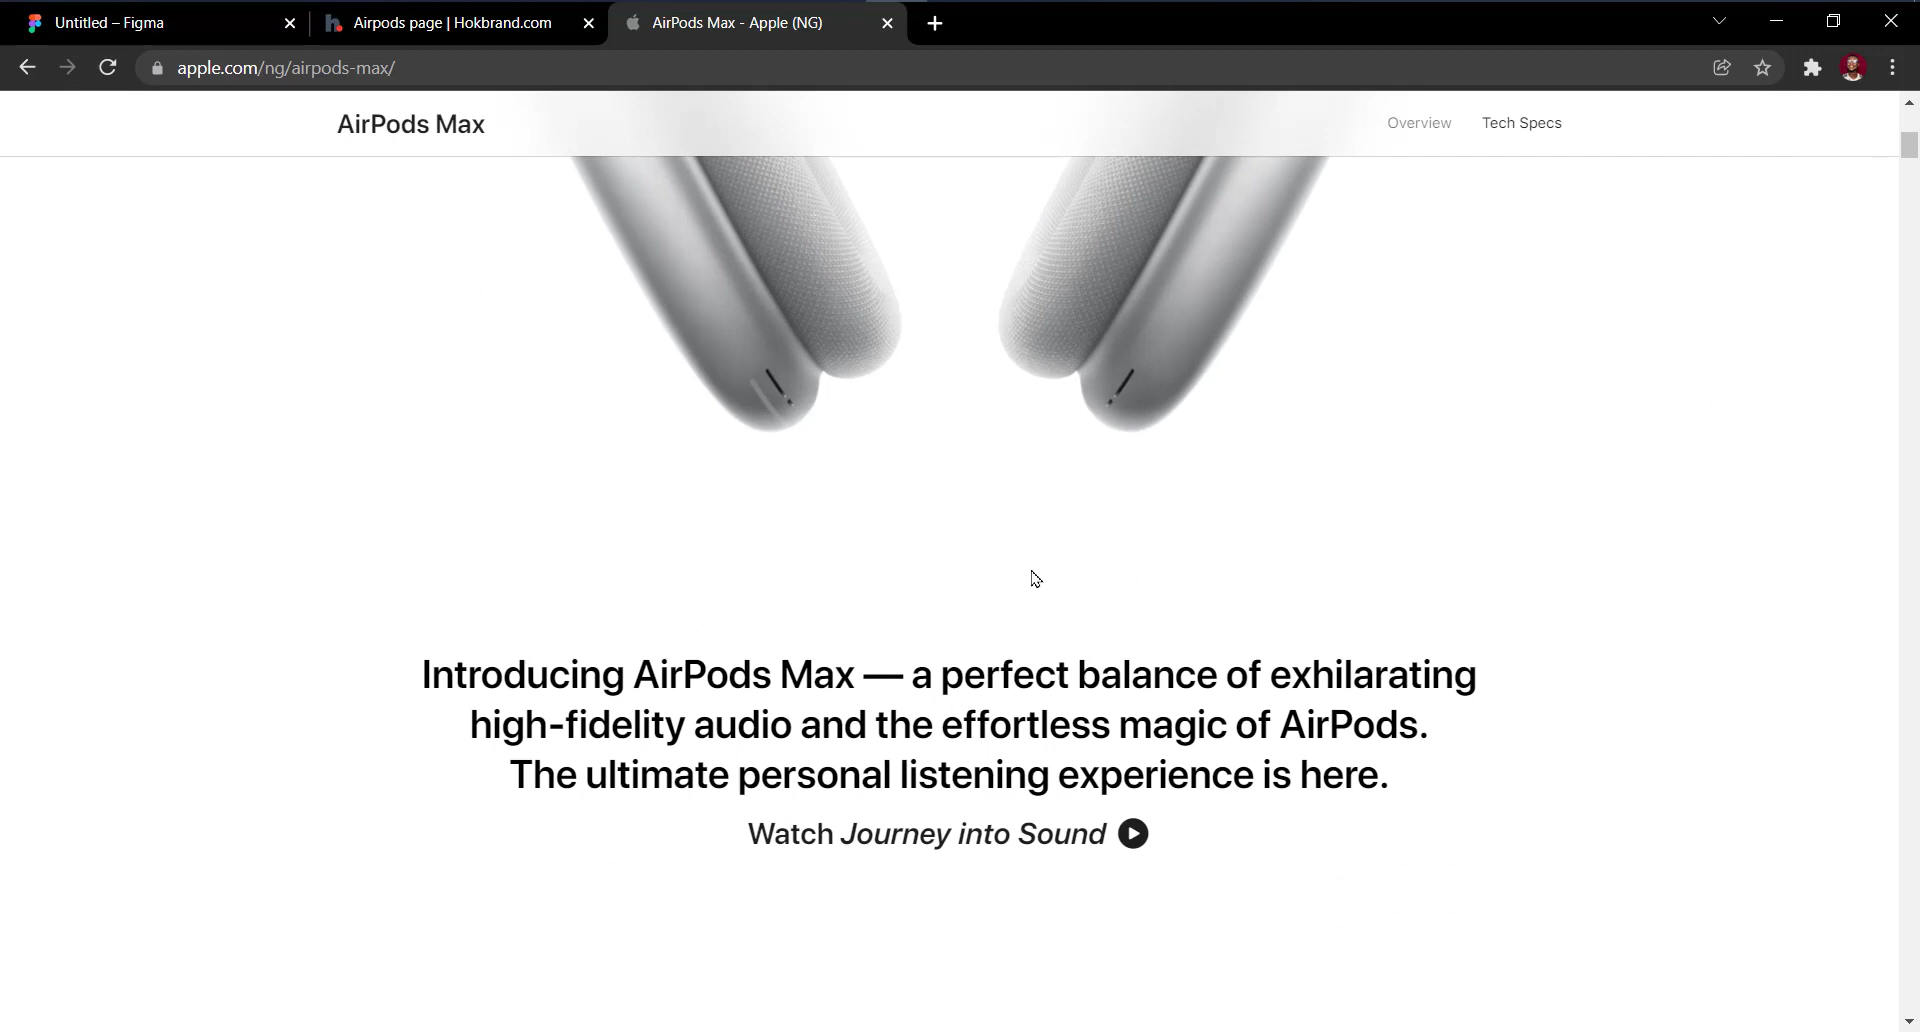 Untitled – Figma
Airpods page | Hokbrand.com
AirPods Max - Apple (NG)
apple.com/ng/airpods-max/
AirPods Max
Overview
Tech Specs
Introducing AirPods Max — a perfect balance of exhilarating
high-fidelity audio and the effortless magic of AirPods.
The ultimate personal listening experience is here.
Watch Journey into Sound